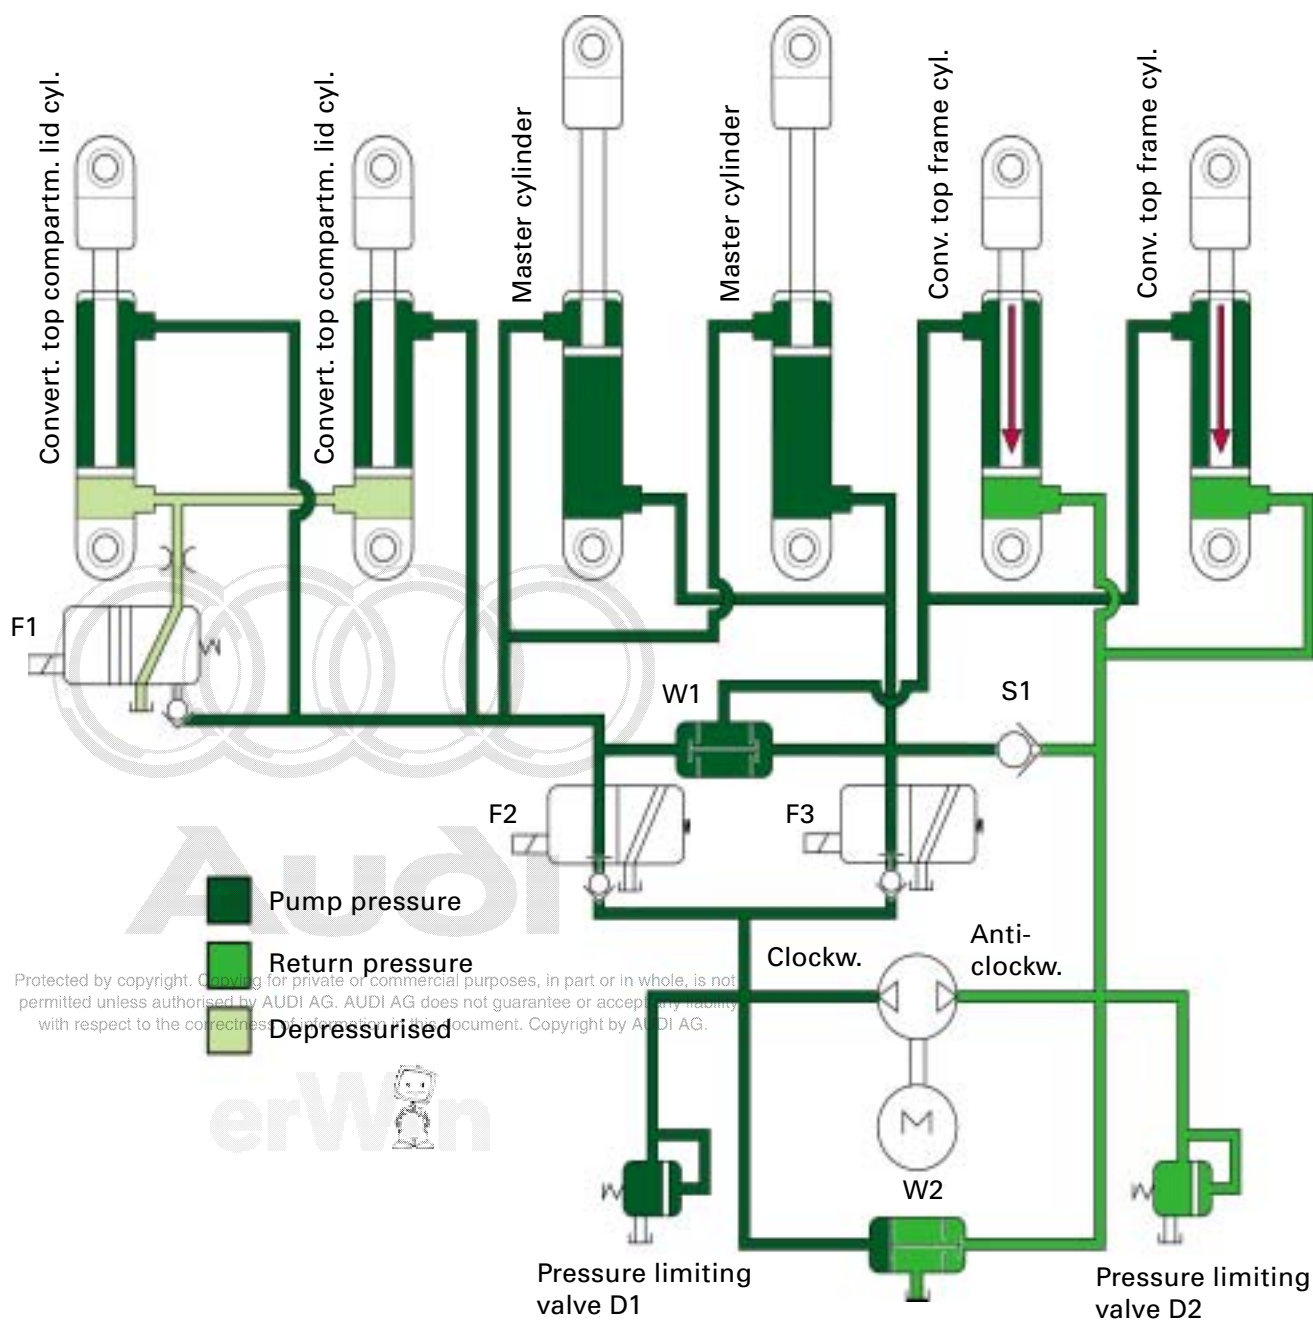 Convert. top compartm. lid cyl.
Convert. top compartm. lid cyl.
Master cylinder
Master cylinder
Conv. top frame cyl.
Conv. top frame cyl.
F1
W1
S1
F2
F3
Audi
Pump pressure
Return pressure
Depressurised
Protected by copyright. Copying for private or commercial purposes, in part or in whole, is not
permitted unless authorised by AUDI AG. AUDI AG does not guarantee or accept any liability
with respect to the correctness of information in this document. Copyright by AUDI AG.
erWin
Clockw.
Anti-
clockw.
M
W2
Pressure limiting
valve D1
Pressure limiting
valve D2